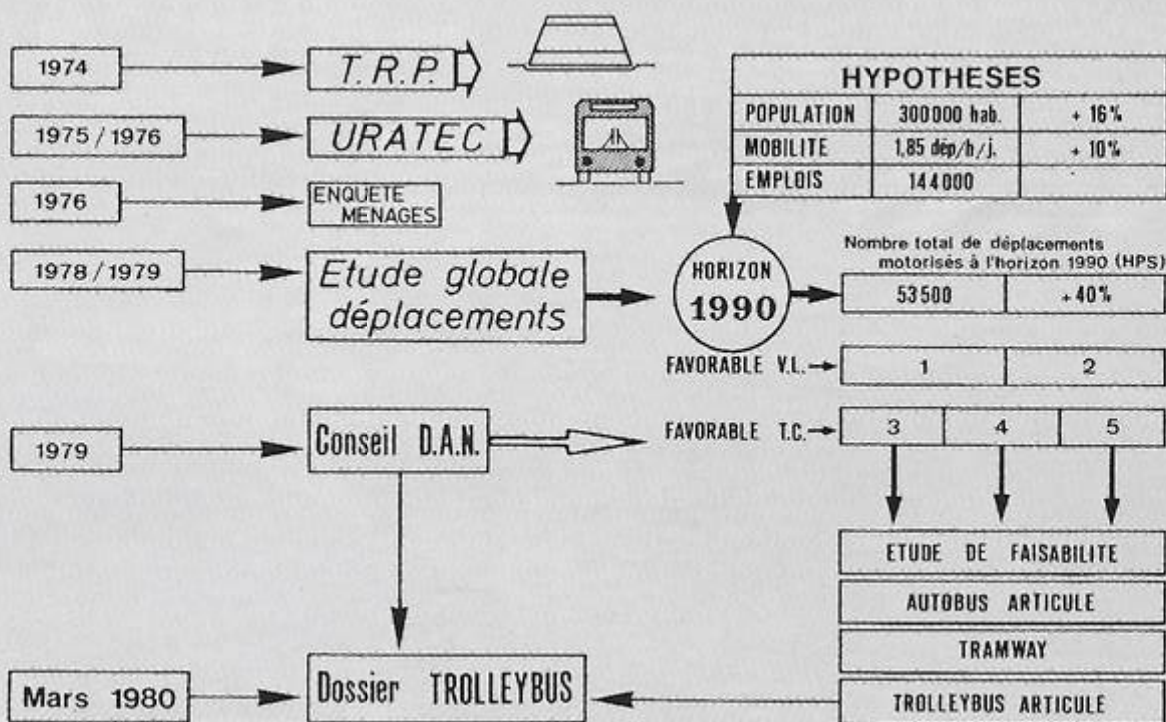 1974
T.R.P.
1975/1976
URATEC
1976
ENQUETE
MENAGES
1978/1979
Etude globale
déplacements
HYPOTHESES
POPULATION 300000 hab. + 16%
MOBILITE 1,85 dép/h/j. + 10%
EMPLOIS 144000
HORIZON
1990
Nombre total de déplacements
motorisés à l'horizon 1990 (HPS)
53500 +40%
FAVORABLE V.L. 1 2
1979
Conseil D.A.N.
FAVORABLE T.C. 3 4 5
ETUDE DE FAISABILITE
AUTOBUS ARTICULE
TRAMWAY
TROLLEYBUS ARTICULE
Mars 1980
Dossier TROLLEYBUS